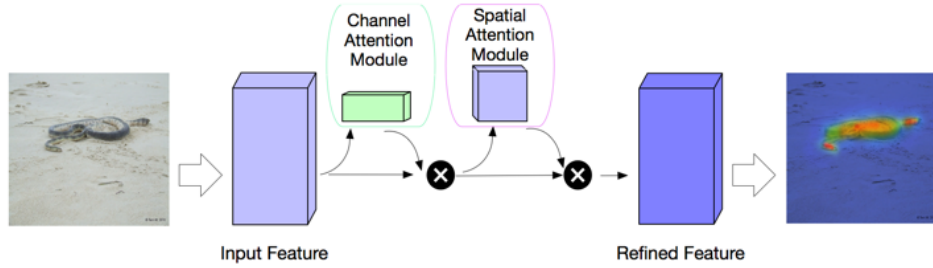 Channel
Attention
Module
Spatial
Attention
Module
Input Feature
Refined Feature